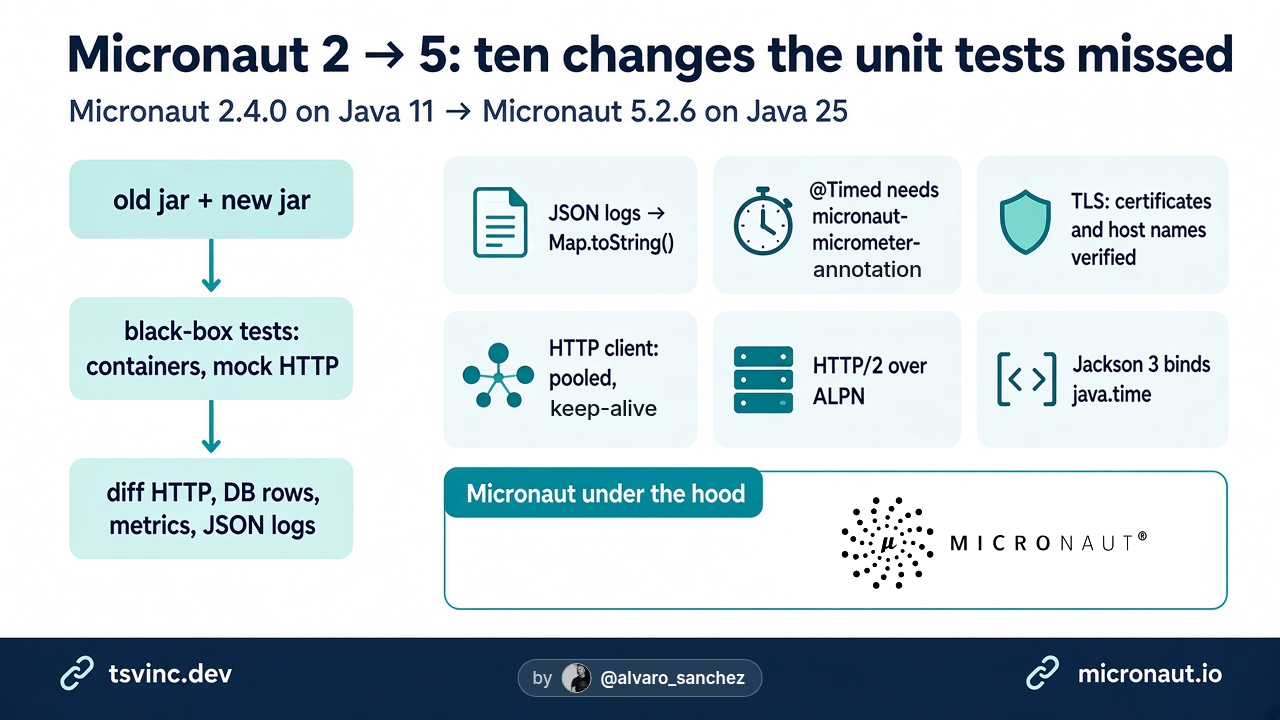 Micronaut 2 → 5: ten changes the unit tests missed
Micronaut 2.4.0 on Java 11 → Micronaut 5.2.6 on Java 25
old jar + new jar
black-box tests:
containers, mock HTTP
diff HTTP, DB rows,
metrics, JSON logs
JSON logs →
Map.toString()
@Timed needs
micronaut-
micrometer-
annotation
TLS: certificates
and host names
verified
HTTP client:
pooled,
keep-alive
HTTP/2 over
ALPN
Jackson 3 binds
java.time
Micronaut under the hood
μ
MICRONAUT®
tsvinc.dev
by @alvaro_sanchez
micronaut.io